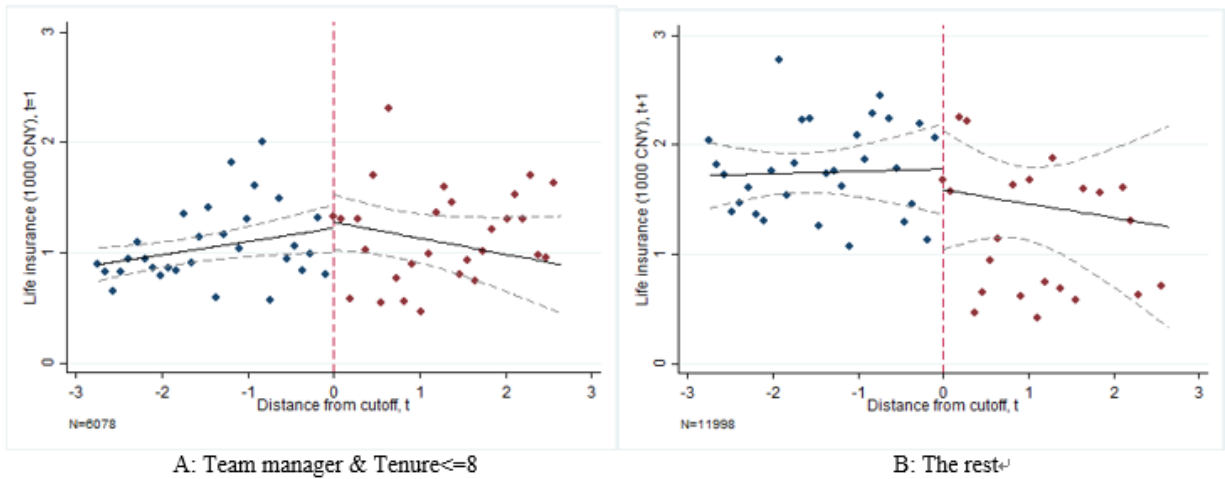 Life insurance (1000 CNY), t=1
3
2
1
0
-3 -2 -1 0 1 2 3
Distance from cutoff, t
N=6078
A: Team manager & Tenure<=8
Life insurance (1000 CNY), t+1
3
2
1
0
-3 -2 -1 0 1 2 3
Distance from cutoff, t
N=11998
B: The rest↵